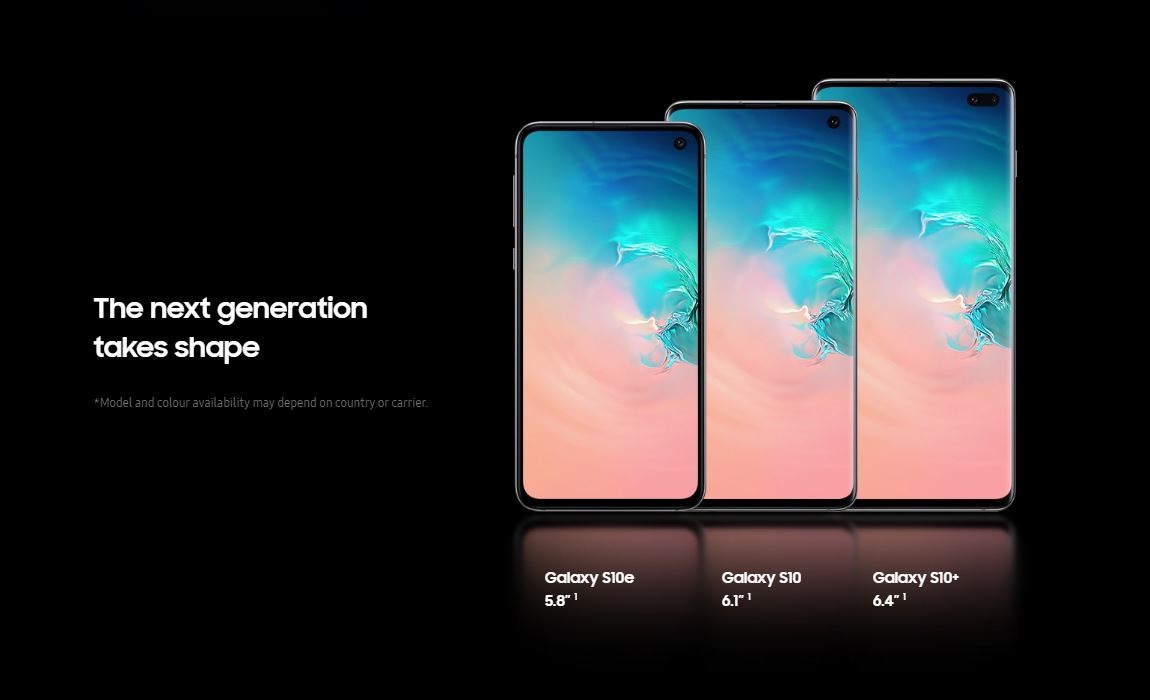 The next generation
takes shape
*Model and colour availability may depend on country or carrier.
Galaxy S10e
5.8” 1
Galaxy S10
6.1” 1
Galaxy S10+
6.4” 1